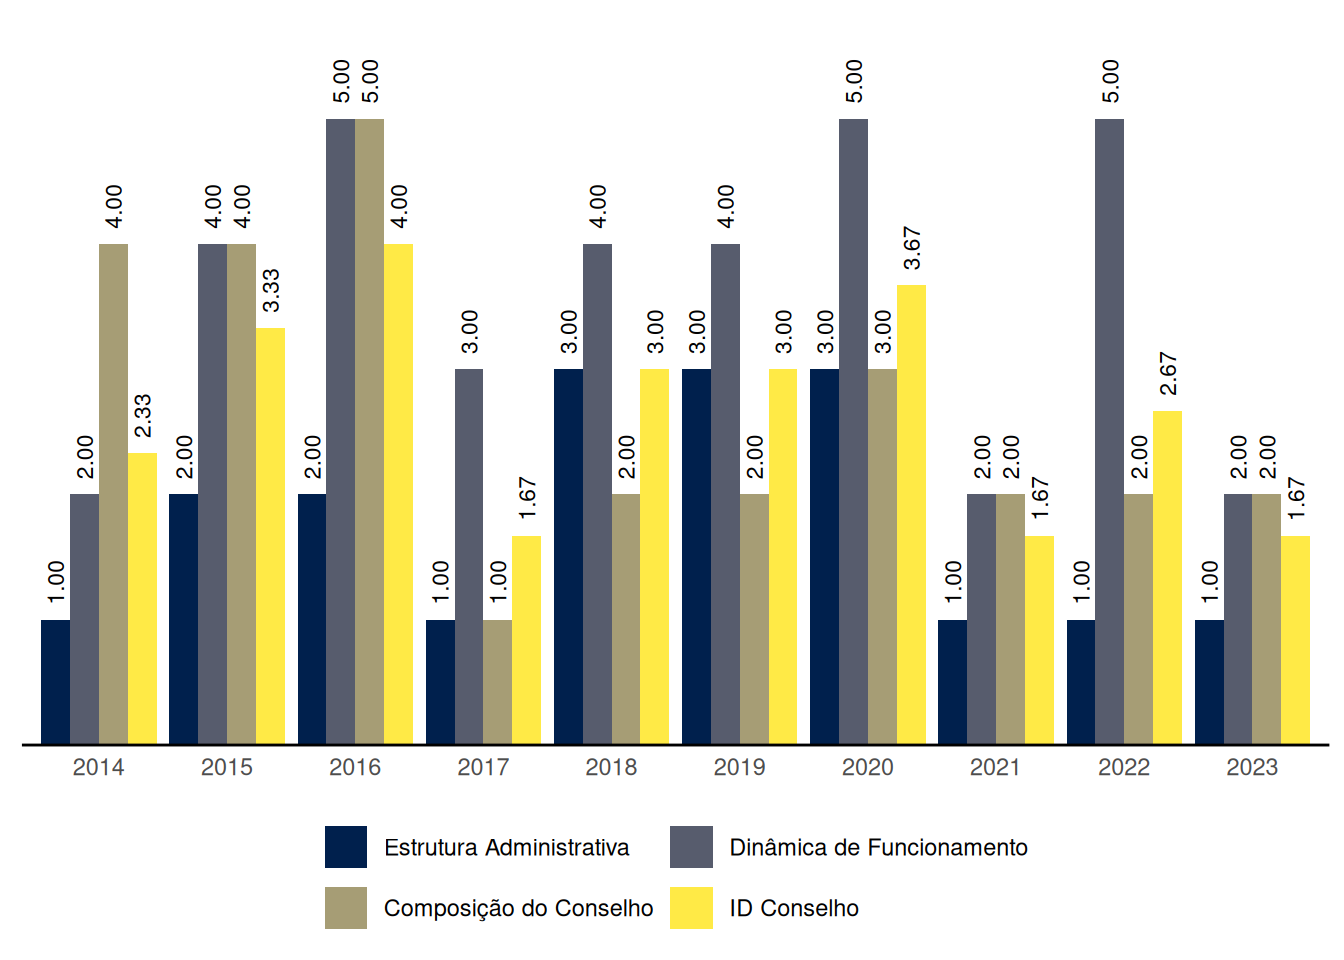 5.00 5.00 5.00 5.00
4.00 4.00 4.00 4.00 4.00 4.00
3.67
3.33 3.00 3.00 3.00 3.00 3.00 3.00 3.00
2.67
2.33 2.00 2.00 2.00 2.00 2.00 2.00 2.00 2.00 2.00 2.00
1.67 1.67 1.67
1.00 1.00 1.00 1.00 1.00 1.00
2014 2015 2016 2017 2018 2019 2020 2021 2022 2023
Estrutura Administrativa Dinâmica de Funcionamento
Composição do Conselho ID Conselho